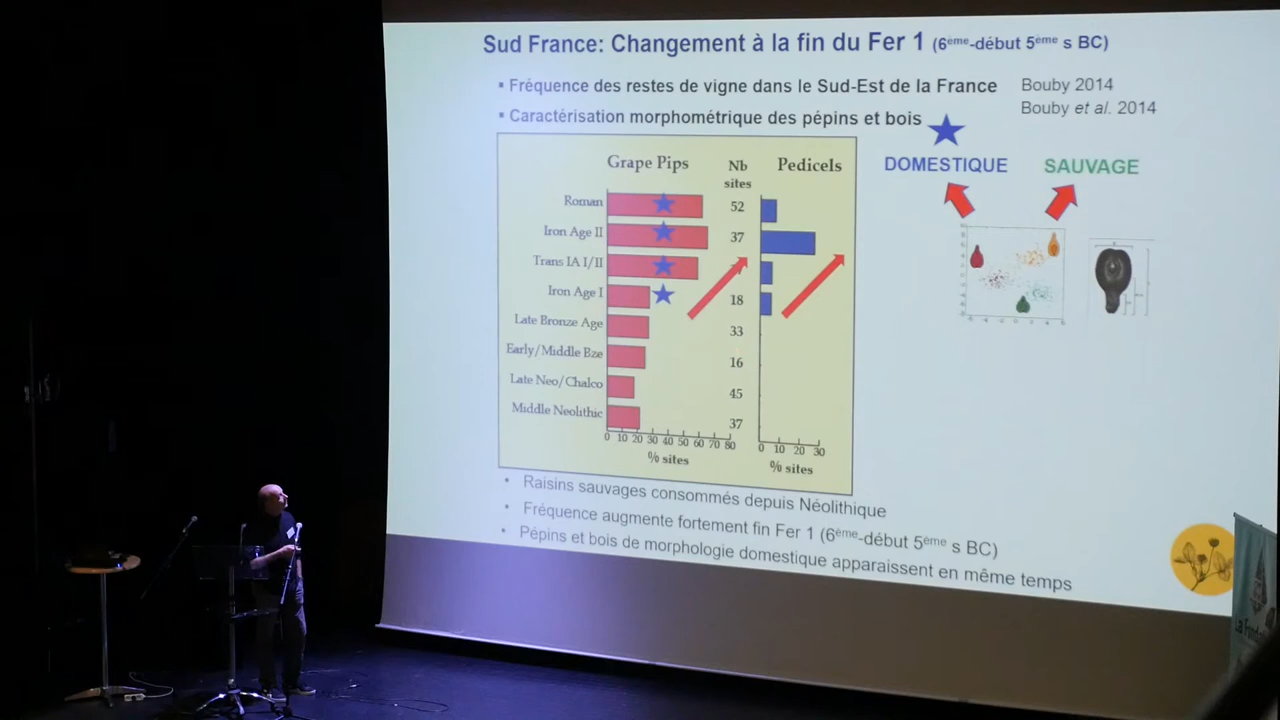 Sud France: Changement à la fin du Fer 1 (6ème-début 5ème s BC)
▪ Fréquence des restes de vigne dans le Sud-Est de la France
Bouby 2014
Bouby et al. 2014
▪ Caractérisation morphométrique des pépins et bois
DOMESTIQUE
SAUVAGE
Grape Pips
Nb sites
Pedicels
Roman 52
Iron Age II 37
Trans IA I/II
Iron Age I 18
Late Bronze Age 33
Early/Middle Bze 16
Late Neo/Chalco 45
Middle Neolithic 37
0 10 20 30 40 50 60 70 80
0 10 20 30
% sites
% sites
• Raisins sauvages consommés depuis Néolithique
• Fréquence augmente fortement fin Fer 1 (6ème-début 5ème s BC)
• Pépins et bois de morphologie domestique apparaissent en même temps